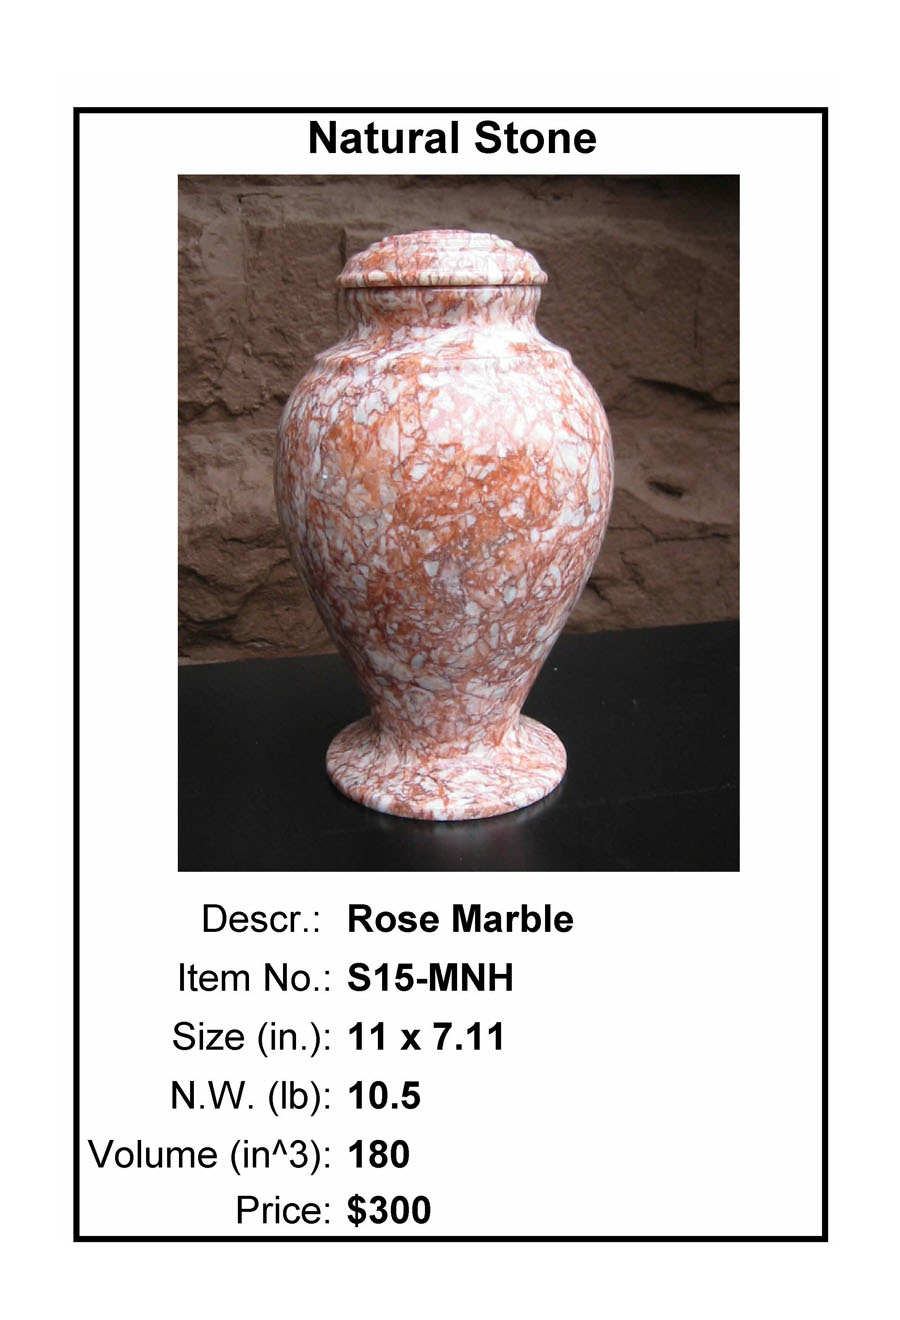 Natural Stone
Descr.: Rose Marble
Item No.: S15-MNH
Size (in.): 11 x 7.11
N.W. (lb): 10.5
Volume (in^3): 180
Price: $300